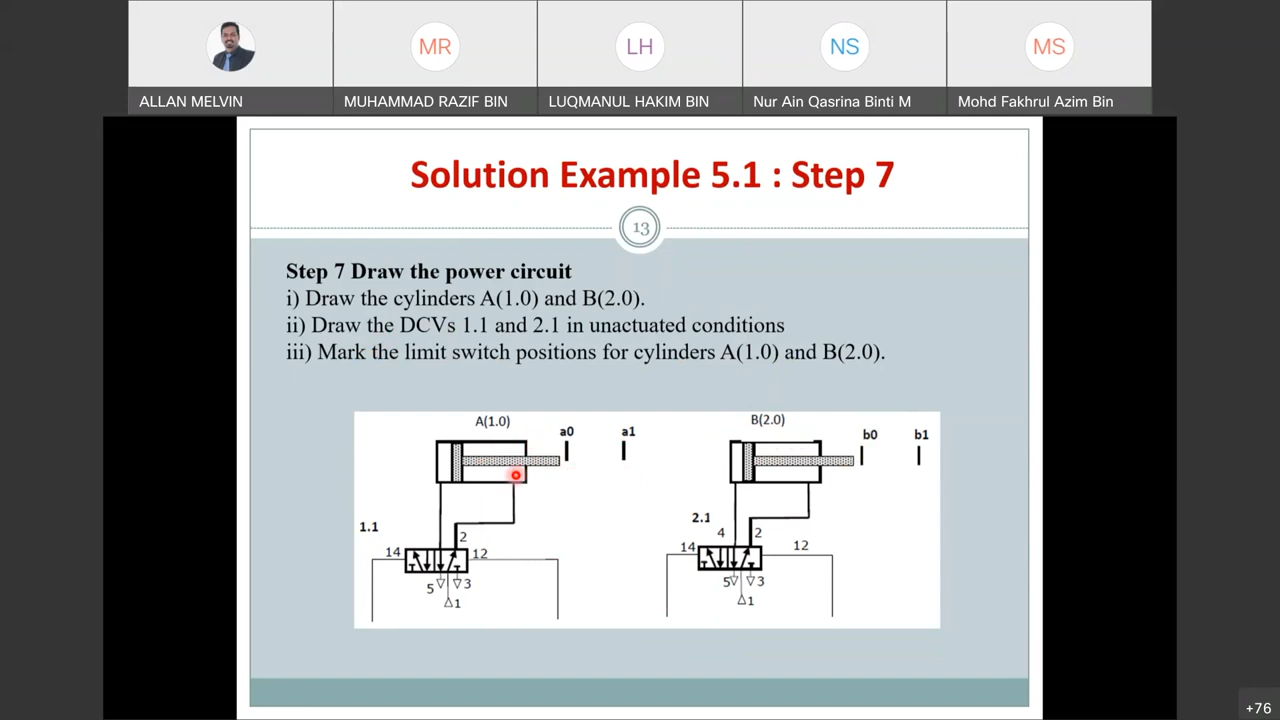 MR
LH
NS
MS
ALLAN MELVIN
MUHAMMAD RAZIF BIN
LUQMANUL HAKIM BIN
Nur Ain Qasrina Binti M
Mohd Fakhrul Azim Bin
Solution Example 5.1 : Step 7
13
Step 7 Draw the power circuit
i) Draw the cylinders A(1.0) and B(2.0).
ii) Draw the DCVs 1.1 and 2.1 in unactuated conditions
iii) Mark the limit switch positions for cylinders A(1.0) and B(2.0).
A(1.0)
a0
a1
1.1
2
14
12
5
3
1
B(2.0)
b0
b1
2.1
4
2
14
12
5
3
1
+76